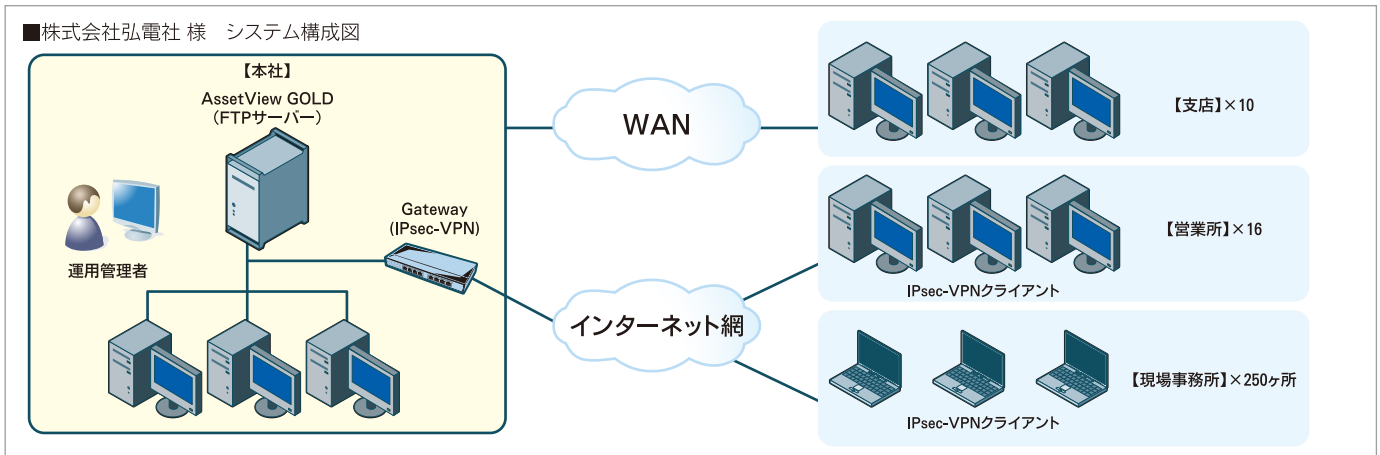 ■株式会社弘電社 様　システム構成図
【本社】
AssetView GOLD
（FTPサーバー）
運用管理者
Gateway
(IPsec-VPN)
WAN
インターネット網
【支店】×10
【営業所】×16
IPsec-VPNクライアント
【現場事務所】×250ヶ所
IPsec-VPNクライアント